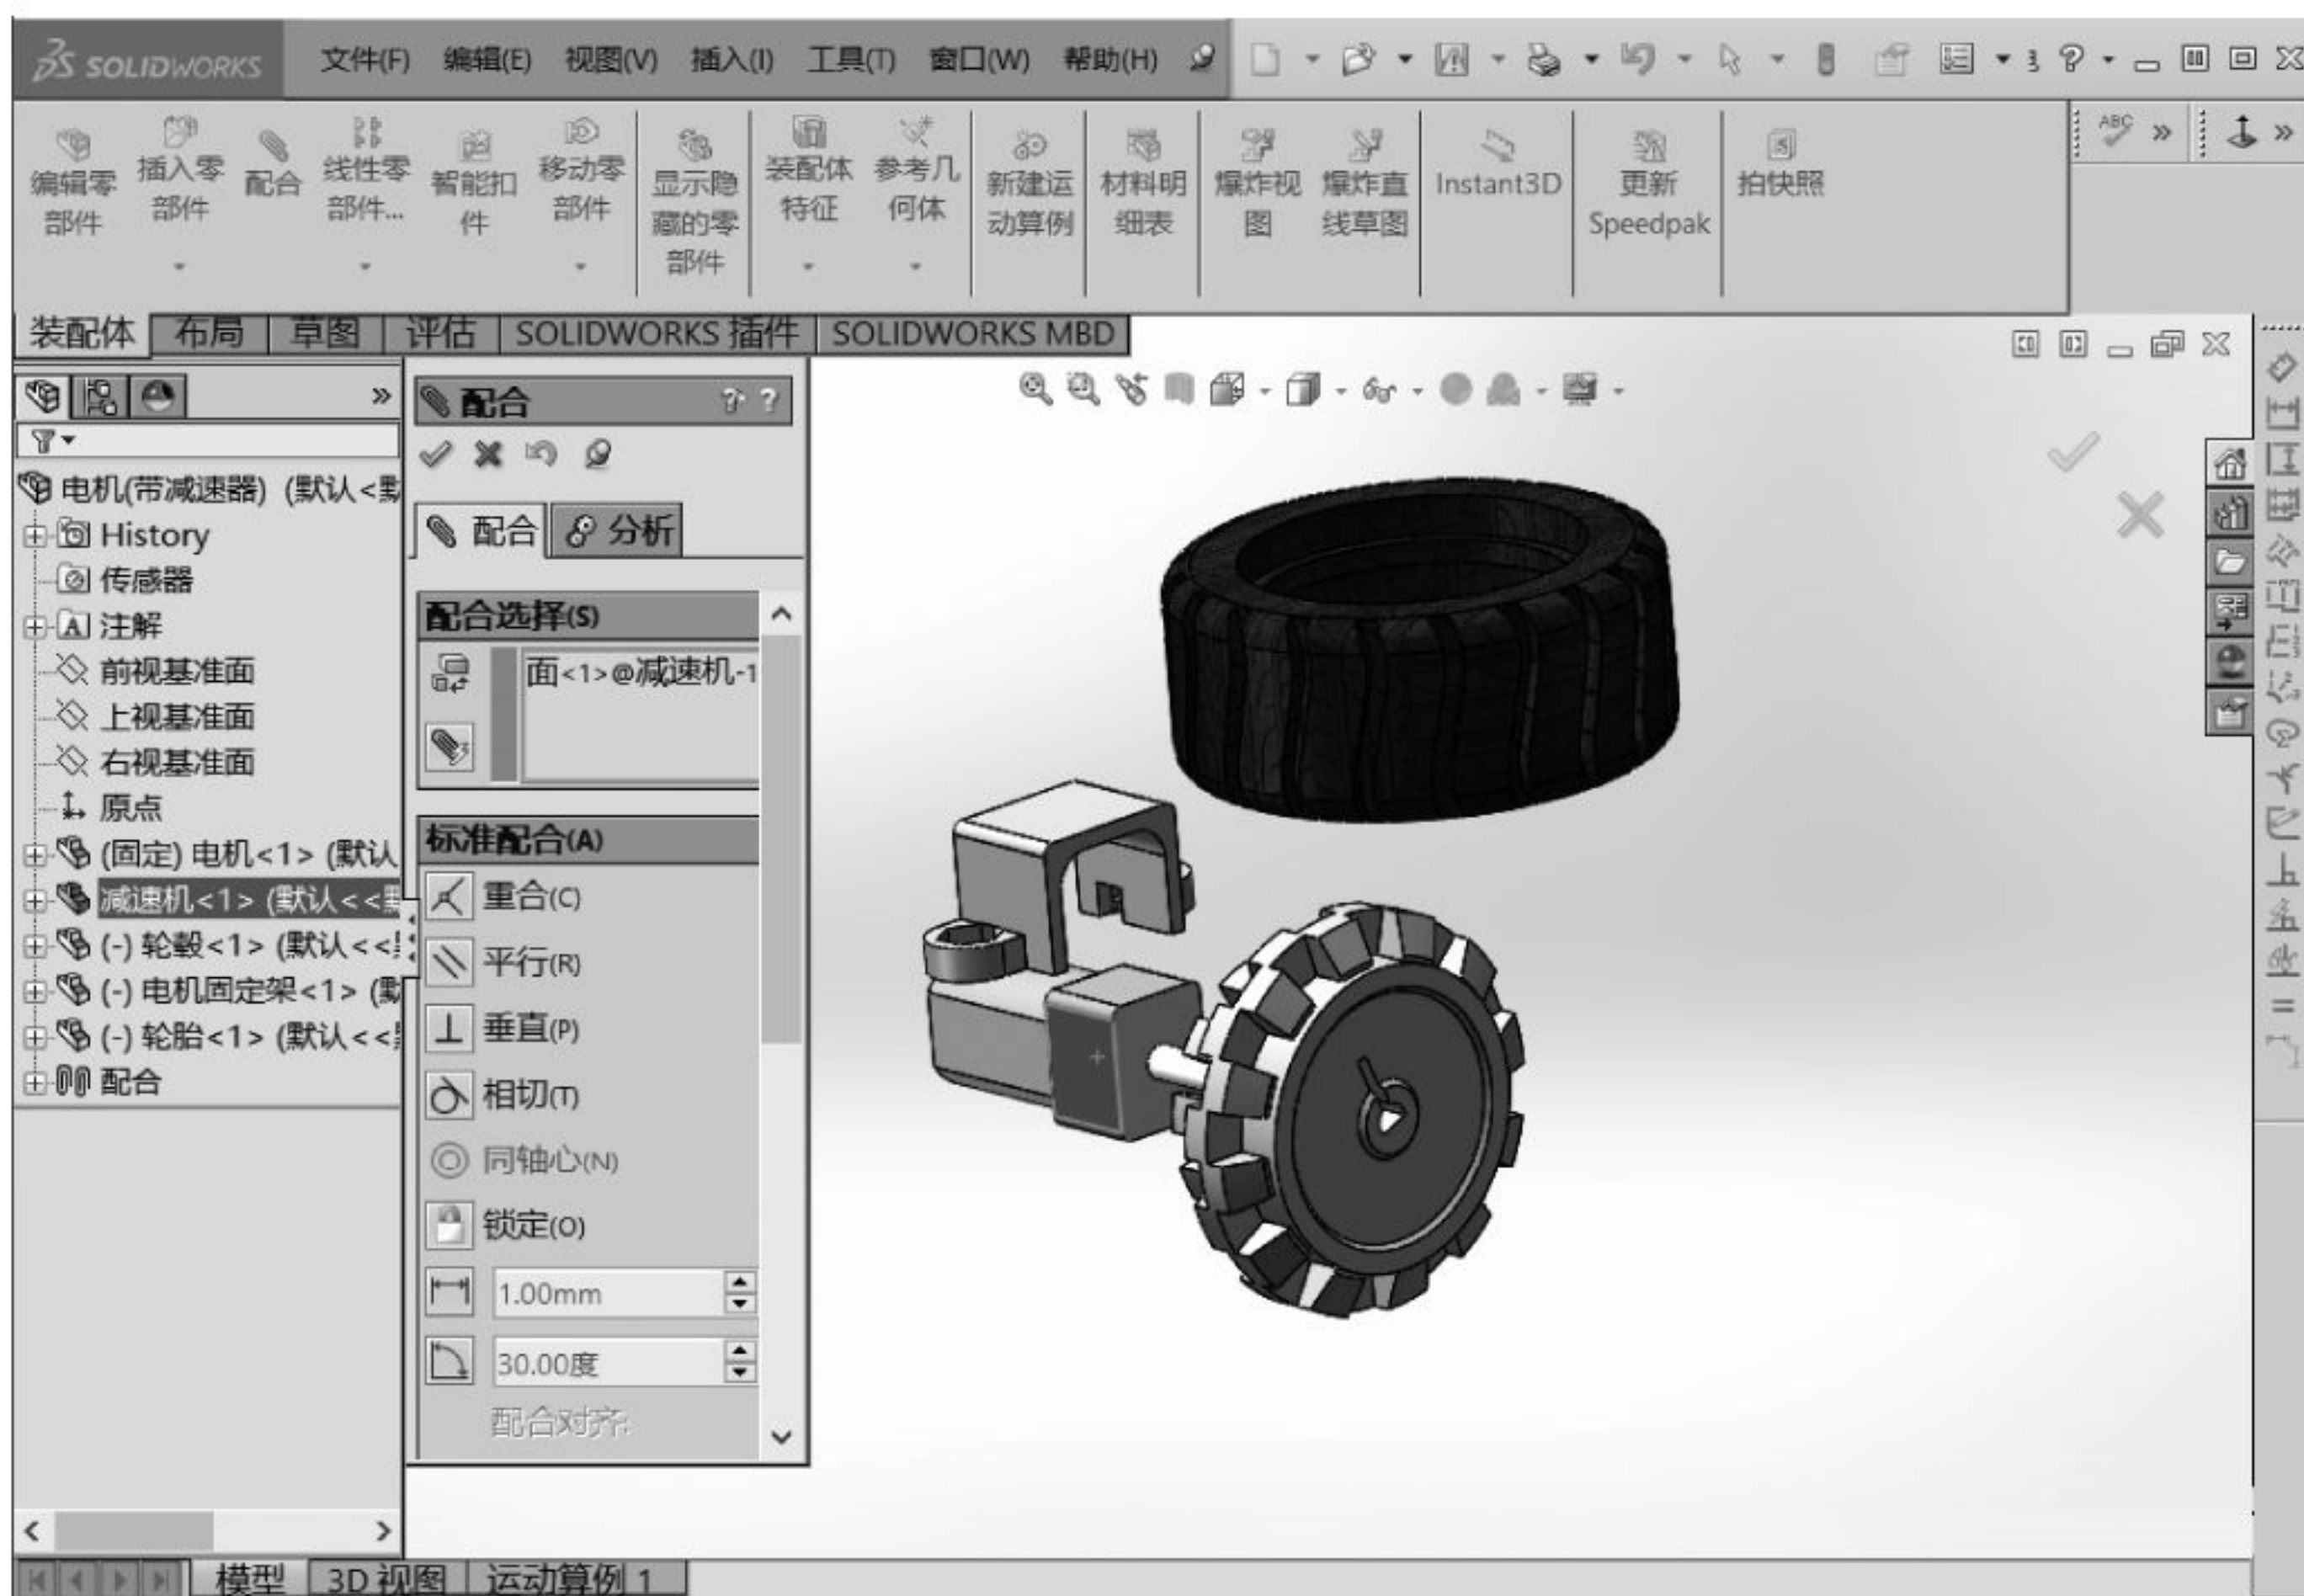 SOLIDWORKS 文件(F) 编辑(E) 视图(V) 插入(I) 工具(T) 窗口(W) 帮助(H)
编辑零部件 插入零部件 配合 线性零部件... 智能扣件 移动零部件 显示隐藏的零部件 装配体特征 参考几何体 新建运动算例 材料明细表 爆炸视图 爆炸直线草图 Instant3D 更新Speedpak 拍快照 ABC
装配体 布局 草图 评估 SOLIDWORKS 插件 SOLIDWORKS MBD
电机(带减速器) (默认<
History
传感器
注解
前视基准面
上视基准面
右视基准面
原点
(固定) 电机<1> (默认
减速机<1> (默认<<
(-) 轮毂<1> (默认<<
(-) 电机固定架<1> (
(-) 轮胎<1> (默认<<
配合
配合
配合 分析
配合选择(S)
面<1>@减速机-1
标准配合(A)
重合(C)
平行(R)
垂直(P)
相切(T)
同轴心(N)
锁定(O)
1.00mm
30.00度
配合对齐:
模型 3D 视图 运动算例 1